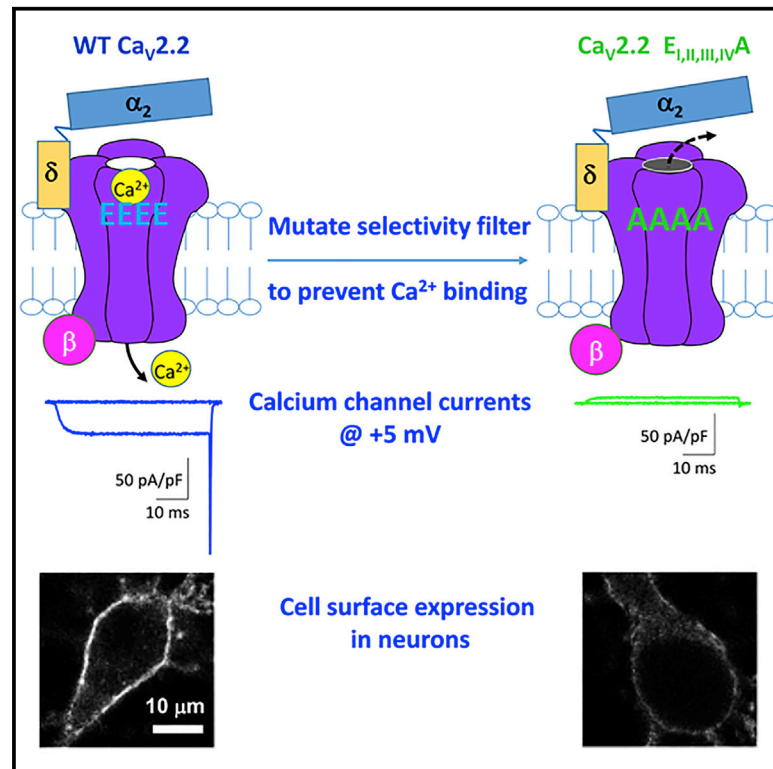 WT CaV2.2
CaV2.2 EI,II,III,IVA
α2
α2
δ
δ
Ca2+
EEEE
AAAA
Mutate selectivity filter
to prevent Ca2+ binding
β
β
Ca2+
Calcium channel currents
@ +5 mV
50 pA/pF
10 ms
50 pA/pF
10 ms
Cell surface expression
in neurons
10 μm